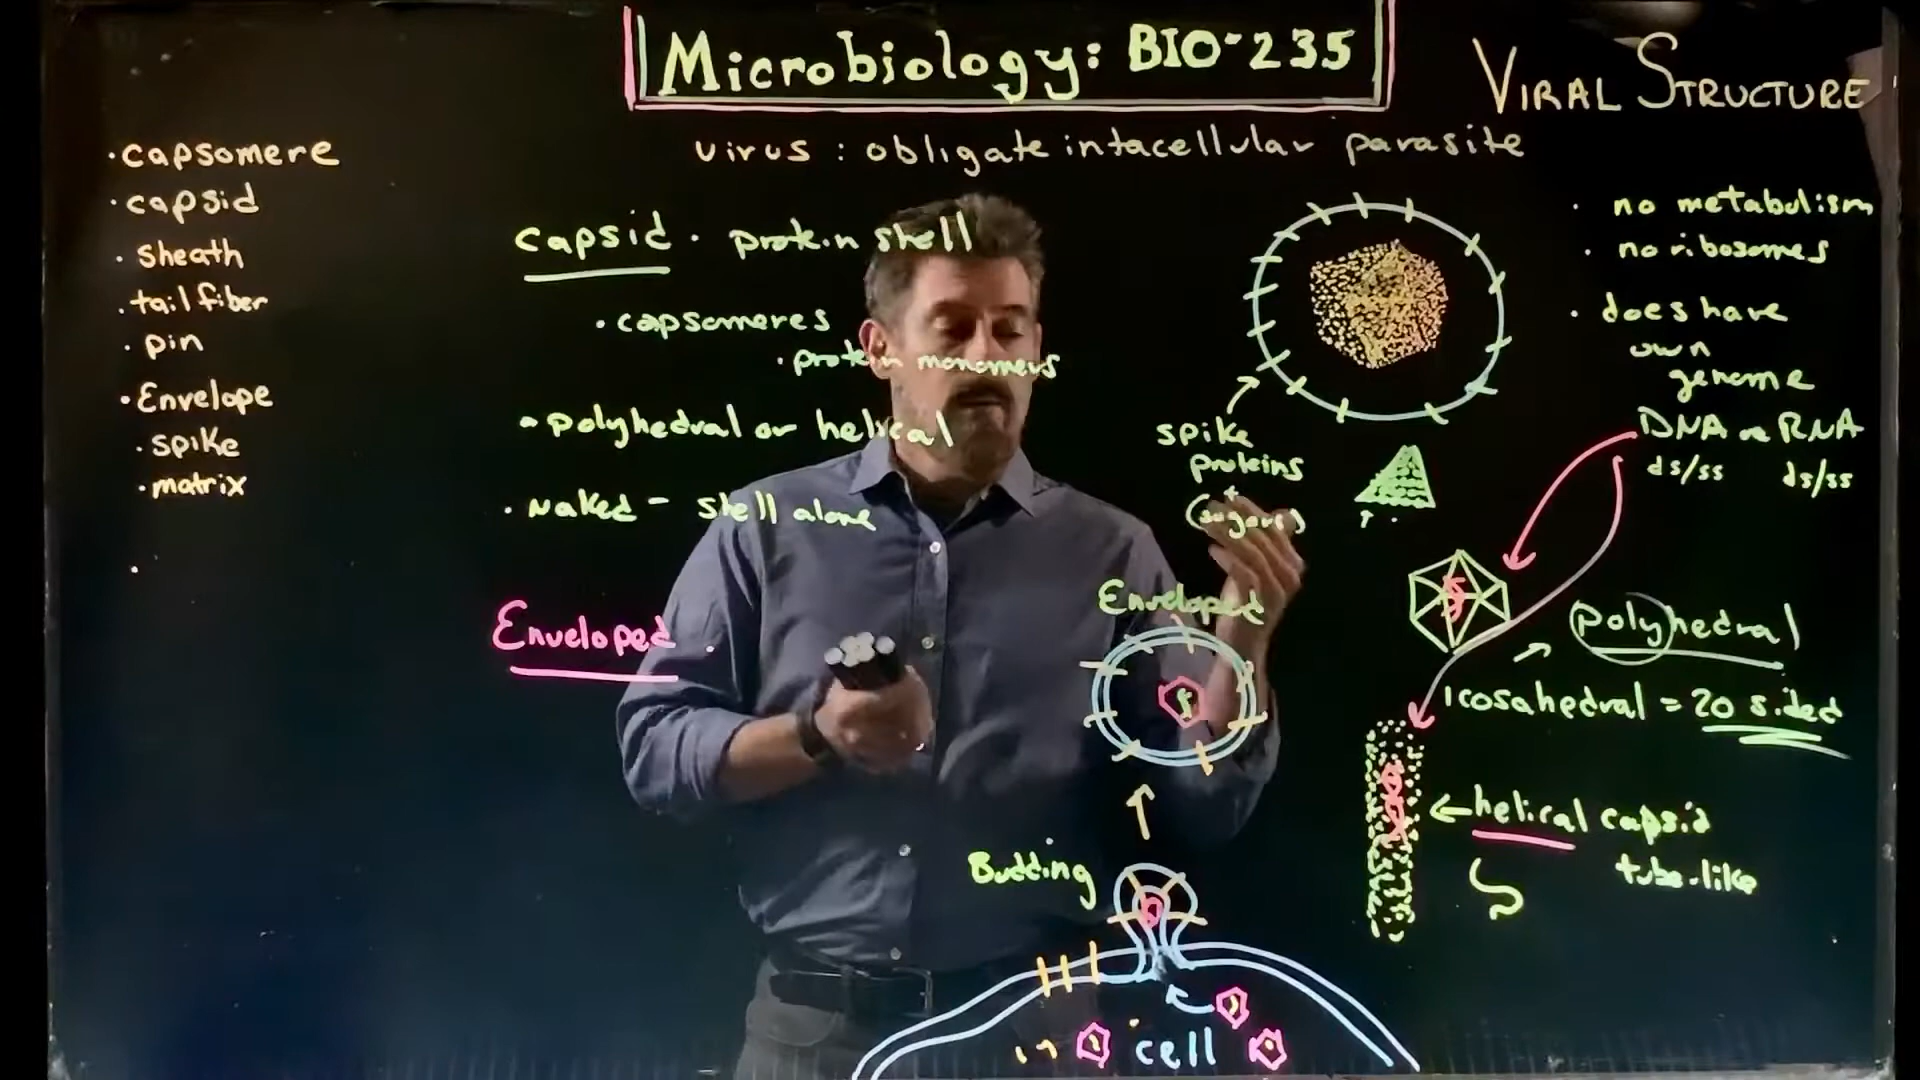 Microbiology: BIO-235
VIRAL STRUCTURE
virus : obligate intacellular parasite
·capsomere
·capsid
·sheath
·tail fiber
·pin
·Envelope
·spike
·matrix
·
capsid · protein shell
·capsomeres
·protein monomers
·polyhedral or helical
·Naked - shell alone
Enveloped ·
spike
proteins
+
(sugars)
Enveloped
Budding
cell
· no metabolism
· no ribosomes
· does have
own
genome
DNA or RNA
ds/ss ds/ss
polyhedral
icosahedral = 20 sided
helical capsid
tube-like